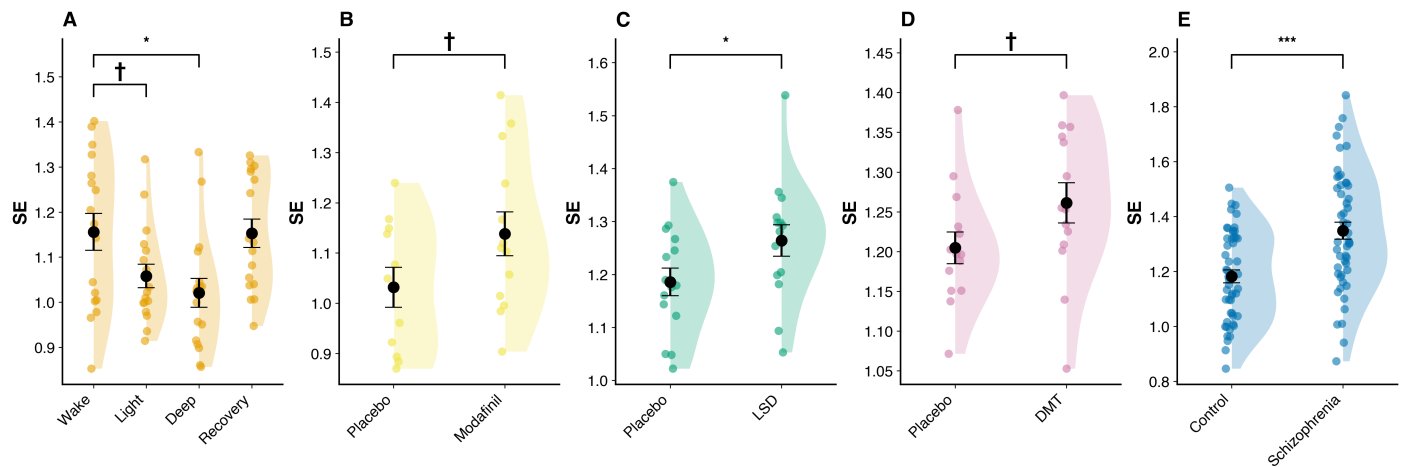 A
SE
1.5
1.4
1.3
1.2
1.1
1.0
0.9
*
†
Wake
Light
Deep
Recovery
B
SE
1.5
1.4
1.3
1.2
1.1
1.0
0.9
†
Placebo
Modafinil
C
SE
1.6
1.5
1.4
1.3
1.2
1.1
1.0
*
Placebo
LSD
D
SE
1.45
1.40
1.35
1.30
1.25
1.20
1.15
1.10
1.05
†
Placebo
DMT
E
SE
2.0
1.8
1.6
1.4
1.2
1.0
0.8
***
Control
Schizophrenia